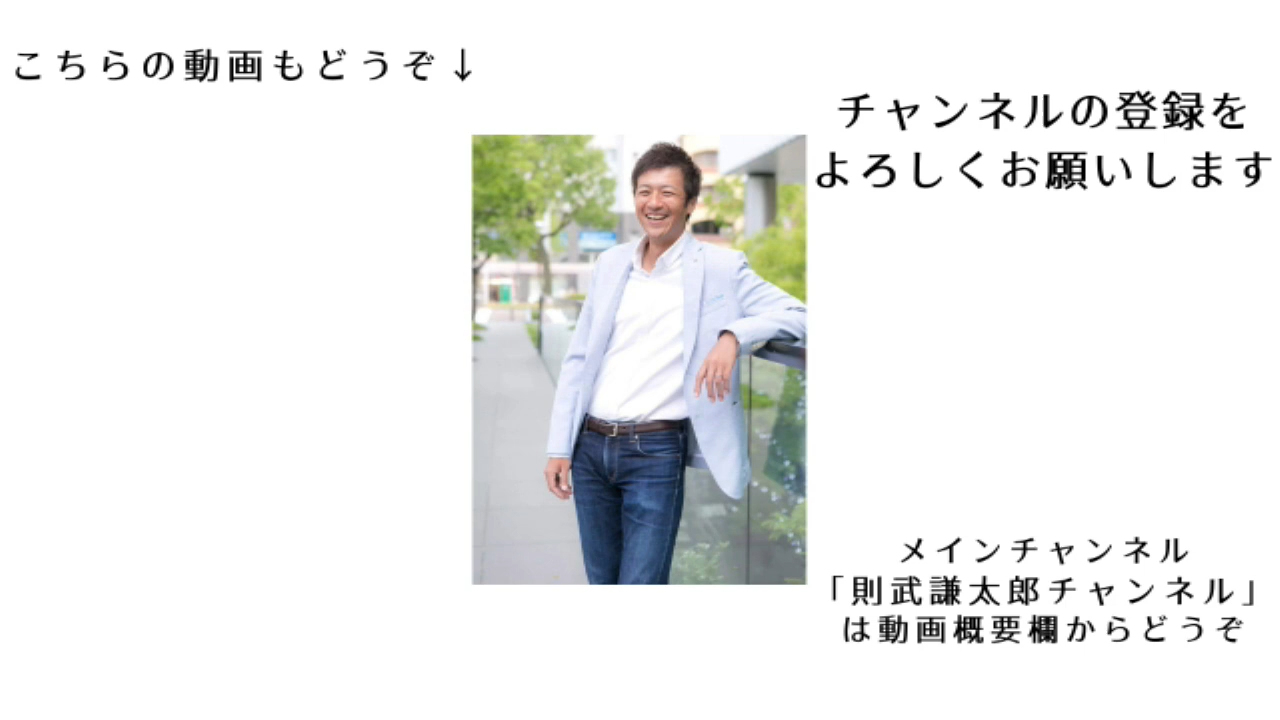 こちらの動画もどうぞ↓
チャンネルの登録を
よろしくお願いします
メインチャンネル
「則武謙太郎チャンネル」
は動画概要欄からどうぞ